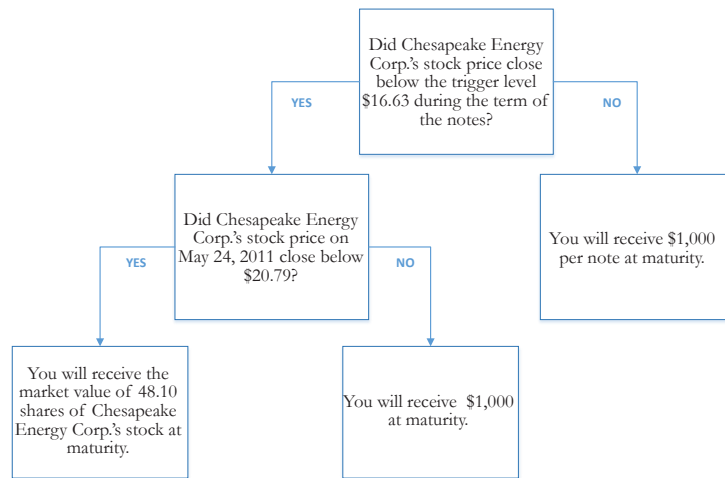 Did Chesapeake Energy
Corp.'s stock price close
below the trigger level
$16.63 during the term of
the notes?
YES
NO
Did Chesapeake Energy
Corp.'s stock price on
May 24, 2011 close below
$20.79?
You will receive $1,000
per note at maturity.
YES
NO
You will receive the
market value of 48.10
shares of Chesapeake
Energy Corp.'s stock at
maturity.
You will receive $1,000
at maturity.